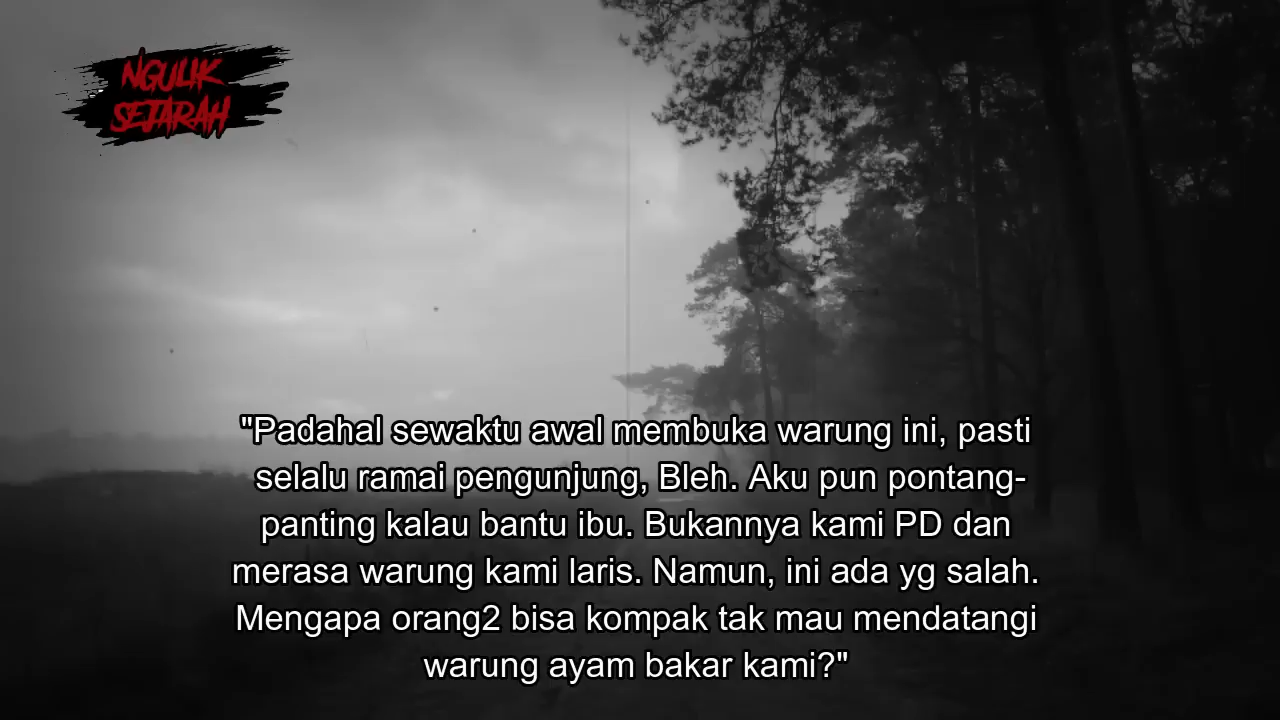 NGULIK
SEJARAH
"Padahal sewaktu awal membuka warung ini, pasti
selalu ramai pengunjung, Bleh. Aku pun pontang-
panting kalau bantu ibu. Bukannya kami PD dan
merasa warung kami laris. Namun, ini ada yg salah.
Mengapa orang2 bisa kompak tak mau mendatangi
warung ayam bakar kami?"